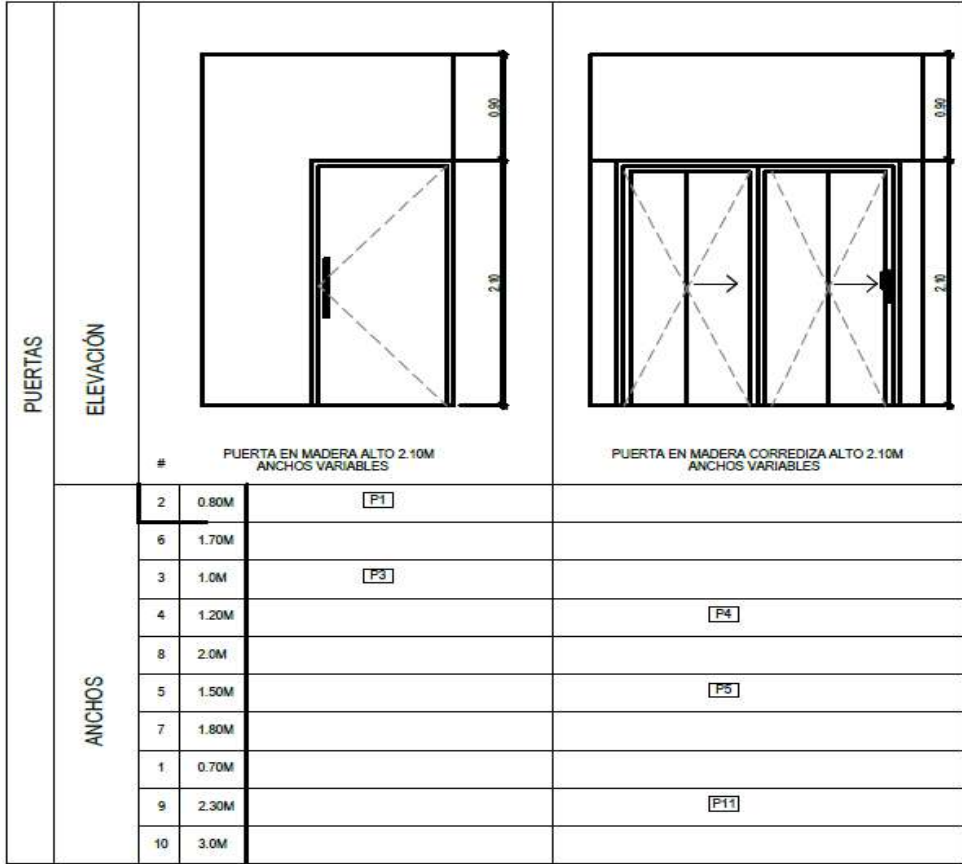 PUERTAS
ELEVACIÓN
0.90
2.10
0.90
2.10
#
PUERTA EN MADERA ALTO 2.10M
ANCHOS VARIABLES
PUERTA EN MADERA CORREDIZA ALTO 2.10M
ANCHOS VARIABLES
ANCHOS
2 0.80M P1
6 1.70M
3 1.0M P3
4 1.20M P4
8 2.0M
5 1.50M P5
7 1.80M
1 0.70M
9 2.30M P11
10 3.0M